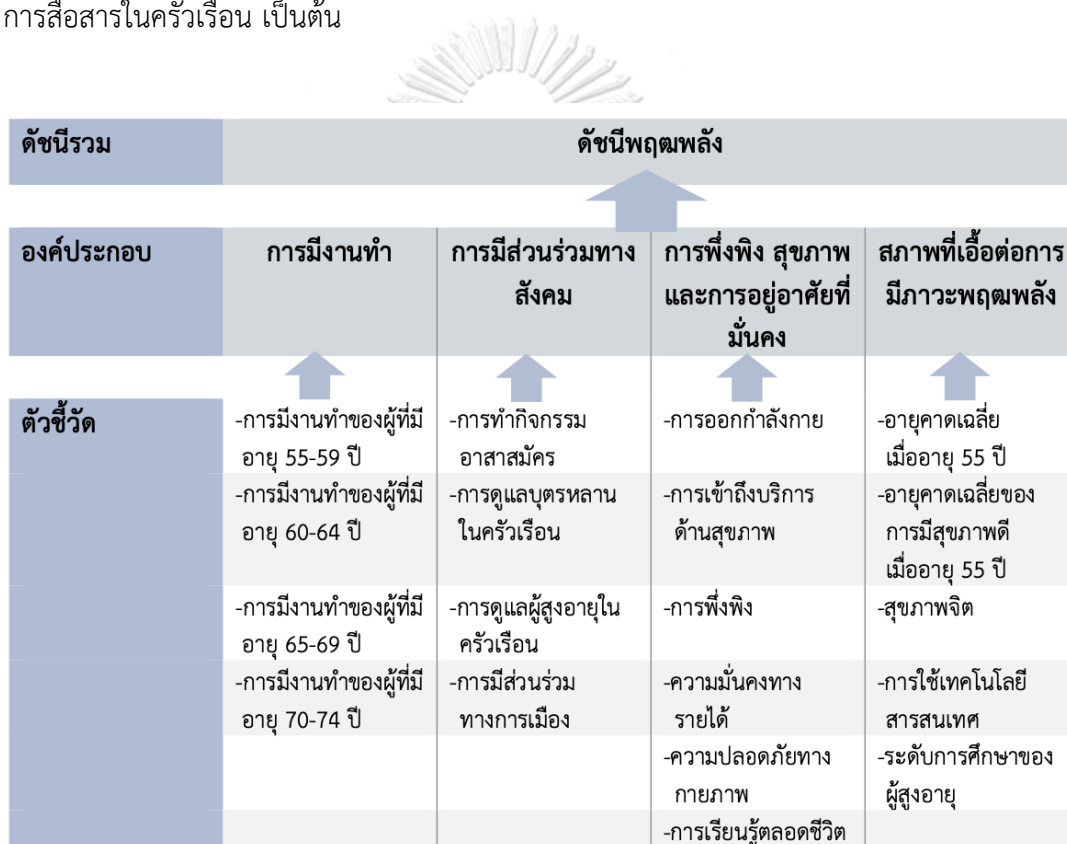 การสื่อสารในครัวเรือน เป็นต้น
ดัชนีรวม
ดัชนีพฤฒพลัง
องค์ประกอบ
การมีงานทำ
การมีส่วนร่วมทาง
สังคม
การพึ่งพิง สุขภาพ
และการอยู่อาศัยที่
มั่นคง
สภาพที่เอื้อต่อการ
มีภาวะพฤฒพลัง
ตัวชี้วัด
-การมีงานทำของผู้ที่มี
อายุ 55-59 ปี
-การทำกิจกรรม
อาสาสมัคร
-การออกกำลังกาย
-อายุคาดเฉลี่ย
เมื่ออายุ 55 ปี
-การมีงานทำของผู้ที่มี
อายุ 60-64 ปี
-การดูแลบุตรหลาน
ในครัวเรือน
-การเข้าถึงบริการ
ด้านสุขภาพ
-อายุคาดเฉลี่ยของ
การมีสุขภาพดี
เมื่ออายุ 55 ปี
-การมีงานทำของผู้ที่มี
อายุ 65-69 ปี
-การดูแลผู้สูงอายุใน
ครัวเรือน
-การพึ่งพิง
-สุขภาพจิต
-การมีงานทำของผู้ที่มี
อายุ 70-74 ปี
-การมีส่วนร่วม
ทางการเมือง
-ความมั่นคงทาง
รายได้
-การใช้เทคโนโลยี
สารสนเทศ
-ความปลอดภัยทาง
กายภาพ
-ระดับการศึกษาของ
ผู้สูงอายุ
-การเรียนรู้ตลอดชีวิต